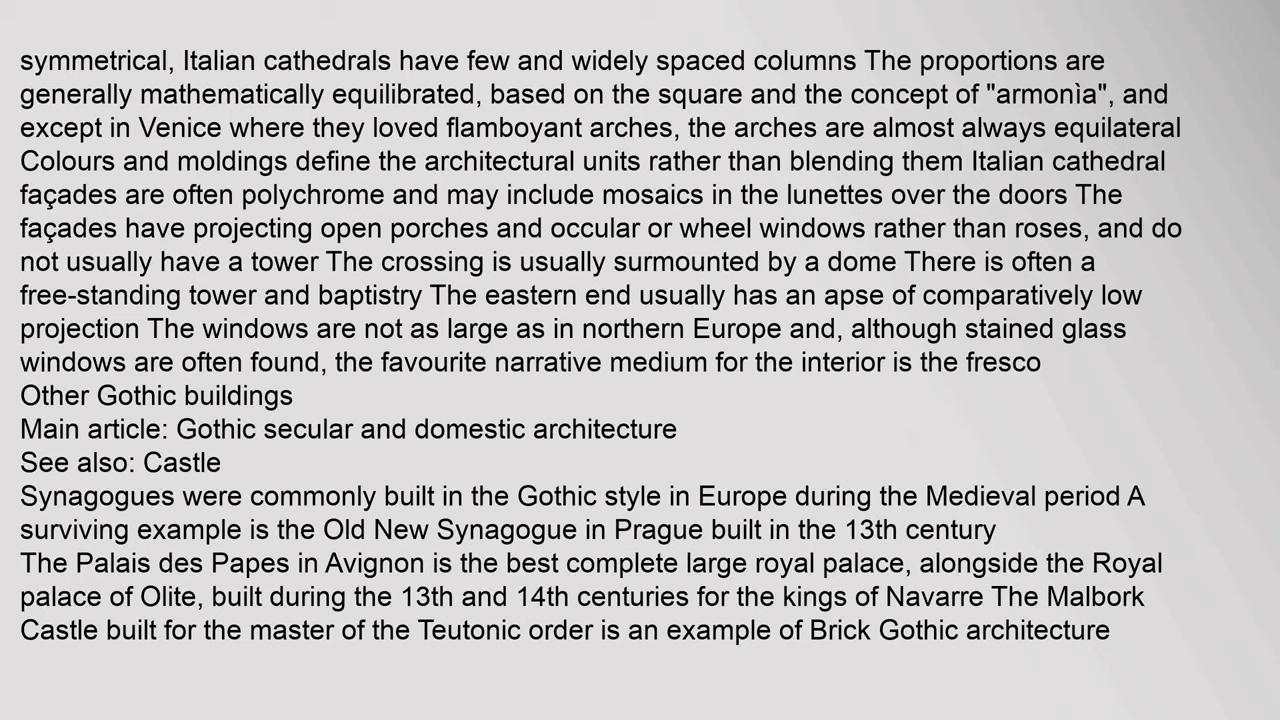 symmetrical, Italian cathedrals have few and widely spaced columns The proportions are
generally mathematically equilibrated, based on the square and the concept of "armonìa", and
except in Venice where they loved flamboyant arches, the arches are almost always equilateral
Colours and moldings define the architectural units rather than blending them Italian cathedral
façades are often polychrome and may include mosaics in the lunettes over the doors The
façades have projecting open porches and occular or wheel windows rather than roses, and do
not usually have a tower The crossing is usually surmounted by a dome There is often a
free-standing tower and baptistry The eastern end usually has an apse of comparatively low
projection The windows are not as large as in northern Europe and, although stained glass
windows are often found, the favourite narrative medium for the interior is the fresco
Other Gothic buildings
Main article: Gothic secular and domestic architecture
See also: Castle
Synagogues were commonly built in the Gothic style in Europe during the Medieval period A
surviving example is the Old New Synagogue in Prague built in the 13th century
The Palais des Papes in Avignon is the best complete large royal palace, alongside the Royal
palace of Olite, built during the 13th and 14th centuries for the kings of Navarre The Malbork
Castle built for the master of the Teutonic order is an example of Brick Gothic architecture